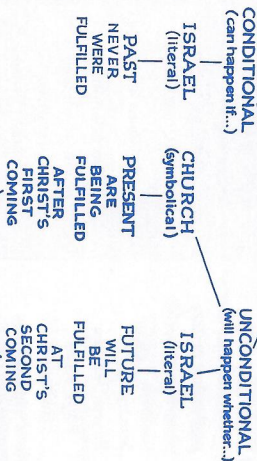 CONDITIONAL
(can happen if...)
ISRAEL
(literal)
PAST
NEVER
WERE
FULFILLED
UNCONDITIONAL
(will happen whether...)
CHURCH
(symbolical)
PRESENT
ARE
BEING
FULFILLED
AFTER
CHRIST'S
FIRST
COMING
ISRAEL
(literal)
FUTURE
WILL
BE
FULFILLED
AT
CHRIST'S
SECOND
COMING